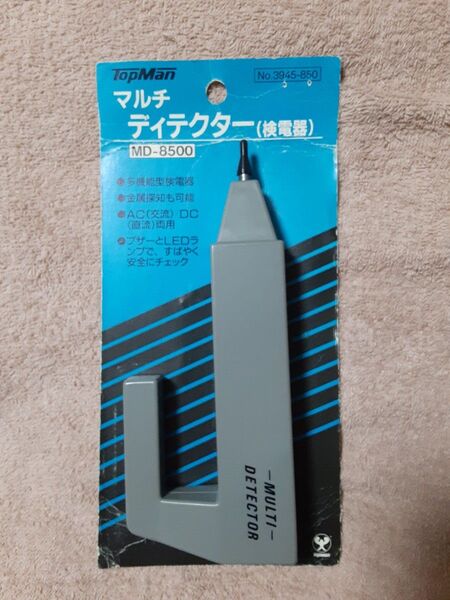 TOPMAN
No.3945-850
マルチ
ディテクター(検電器)
MD-8500
●多機能型検電器
●金属探知も可能
●AC(交流)DC
(直流)両用
●ブザーとLEDラ
ンプで、すばやく
安全にチェック
—MULTI—
DETECTOR